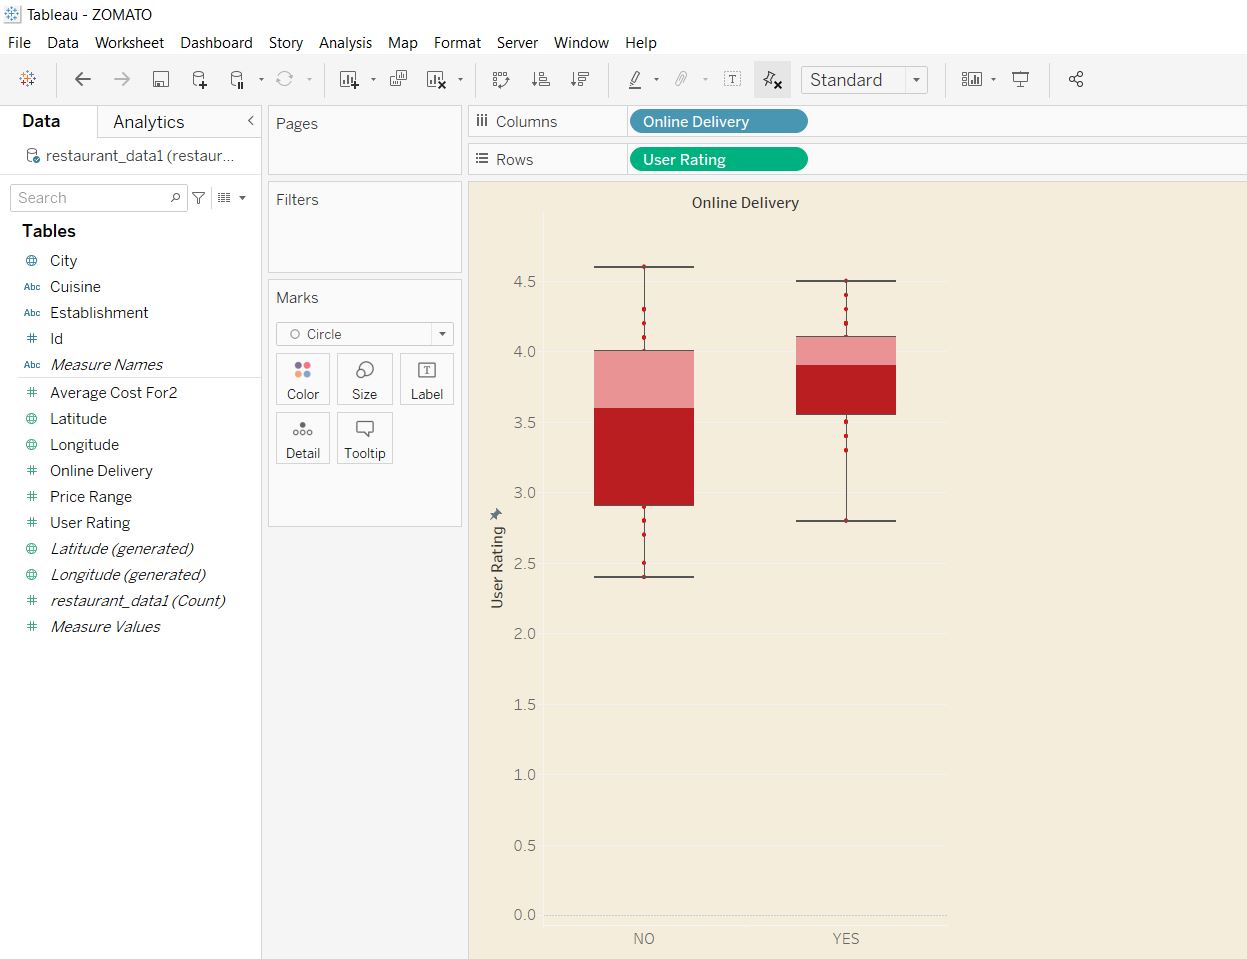 Tableau - ZOMATO
File Data Worksheet Dashboard Story Analysis Map Format Server Window Help
Standard
Data Analytics
restaurant_data1 (restaur...
Search
Tables
City
Abc Cuisine
Abc Establishment
Id
Abc Measure Names
Average Cost For2
Latitude
Longitude
Online Delivery
Price Range
User Rating
Latitude (generated)
Longitude (generated)
restaurant_data1 (Count)
Measure Values
Pages
Filters
Marks
Circle
Color Size Label
Detail Tooltip
Columns Online Delivery
Rows User Rating
Online Delivery
User Rating
4.5
4.0
3.5
3.0
2.5
2.0
1.5
1.0
0.5
0.0
NO YES